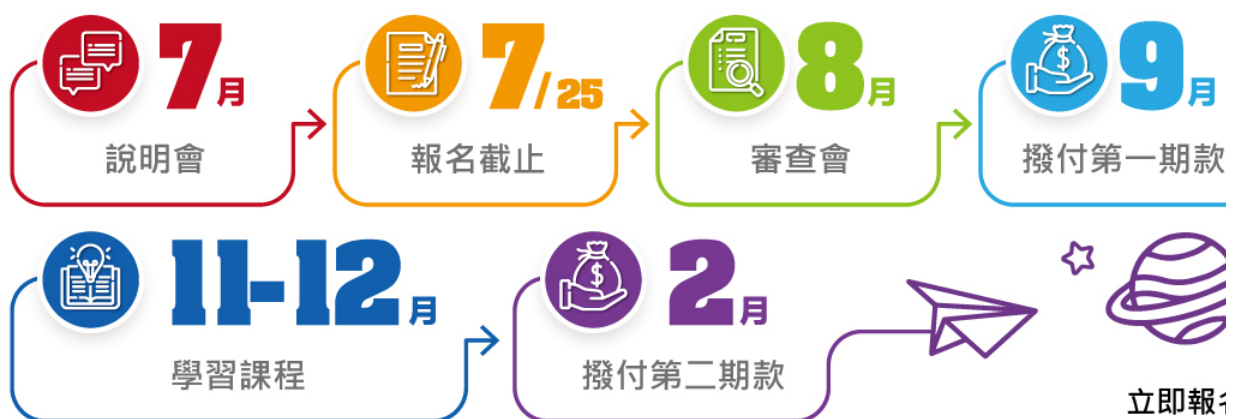 7月
說明會
7/25
報名截止
8月
審查會
9月
撥付第一期款
11-12月
學習課程
2月
撥付第二期款
立即報